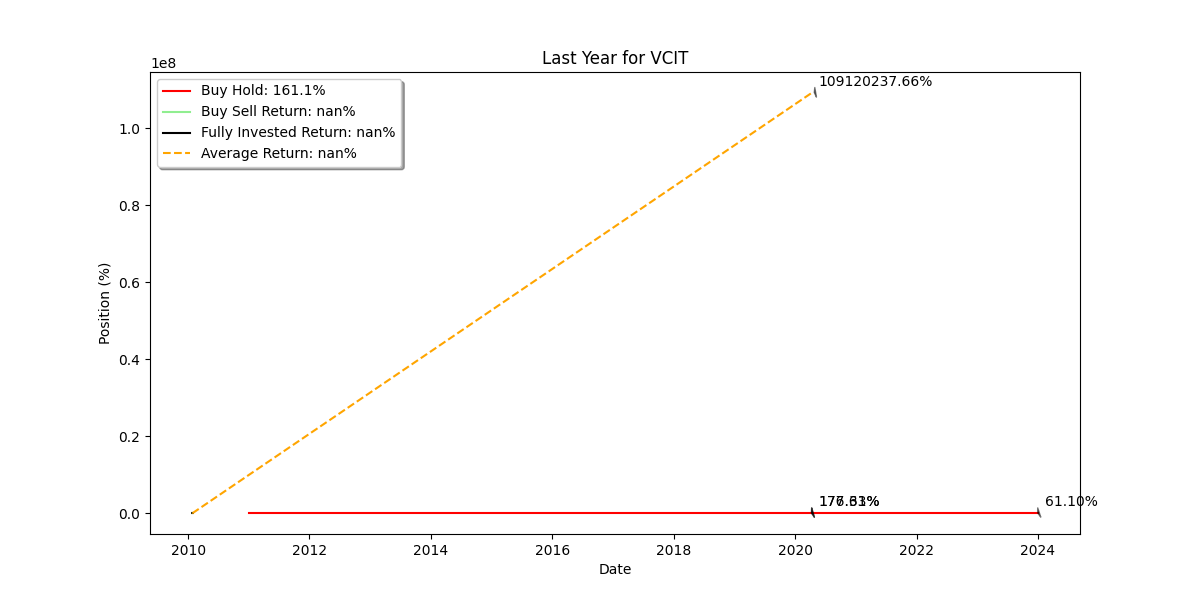 Last Year for VCIT
1e8
109120237.66%
Buy Hold: 161.1%
Buy Sell Return: nan%
Fully Invested Return: nan%
Average Return: nan%
1.0
0.8
0.6
0.4
0.2
0.0
Position (%)
61.10%
2010 2012 2014 2016 2018 2020 2022 2024
Date